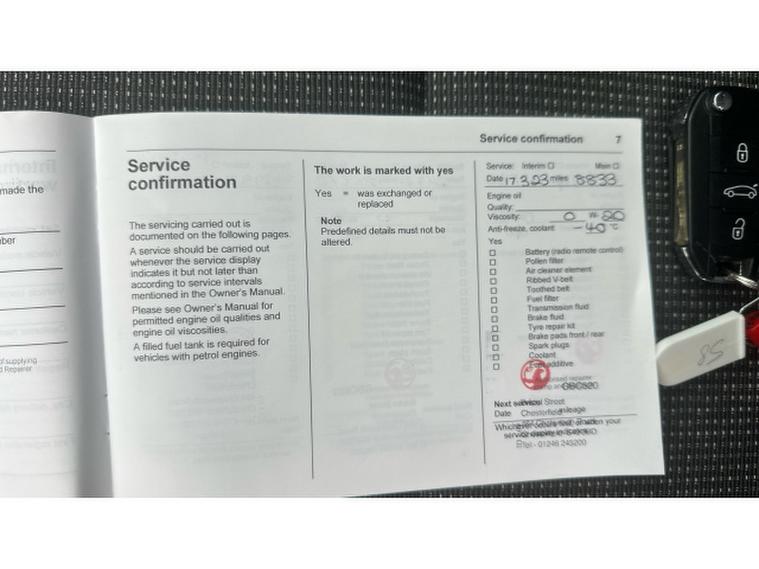 Service confirmation 7
made the
ber
of supplying
d Repairer
Service
confirmation
The servicing carried out is
documented on the following pages.
A service should be carried out
whenever the service display
indicates it but not later than
according to service intervals
mentioned in the Owner's Manual.
Please see Owner's Manual for
permitted engine oil qualities and
engine oil viscosities.
A filled fuel tank is required for
vehicles with petrol engines.
The work is marked with yes
Yes = was exchanged or
replaced
Note
Predefined details must not be
altered.
Service: Interim Main
Date 17.3.23 miles 8833
Engine oil
Quality:
Viscosity: 0 W- 20
Anti-freeze, coolant: -40 °C
Yes
Battery (radio remote control)
Pollen filter
Air cleaner element
Ribbed V-belt
Toothed belt
Fuel filter
Transmission fluid
Brake fluid
Tyre repair kit
Brake pads front / rear
Spark plugs
Coolant
additive
repairer
GBC820
Next service: Street
Date Chesterfield mileage
your
Tel - 01246 245200
85